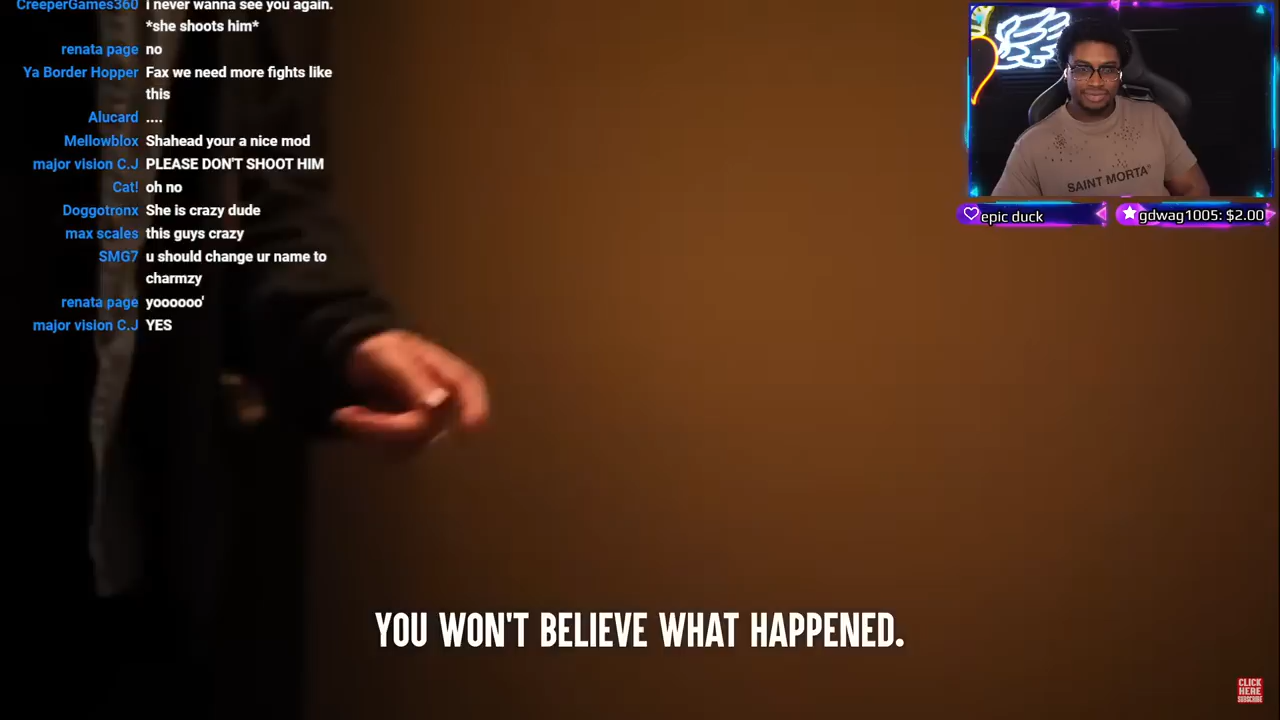 CreeperGames360 i never wanna see you again.
*she shoots him*
renata page no
Ya Border Hopper Fax we need more fights like
this
Alucard ....
Mellowblox Shahead your a nice mod
major vision C.J PLEASE DON'T SHOOT HIM
Cat! oh no
Doggotronx She is crazy dude
max scales this guys crazy
SMG7 u should change ur name to
charmzy
renata page yoooooo'
major vision C.J YES
SAINT MORTA
epic duck
gdwag1005: $2.00
YOU WON'T BELIEVE WHAT HAPPENED.
CLICK
HERE
SUBSCRIBE